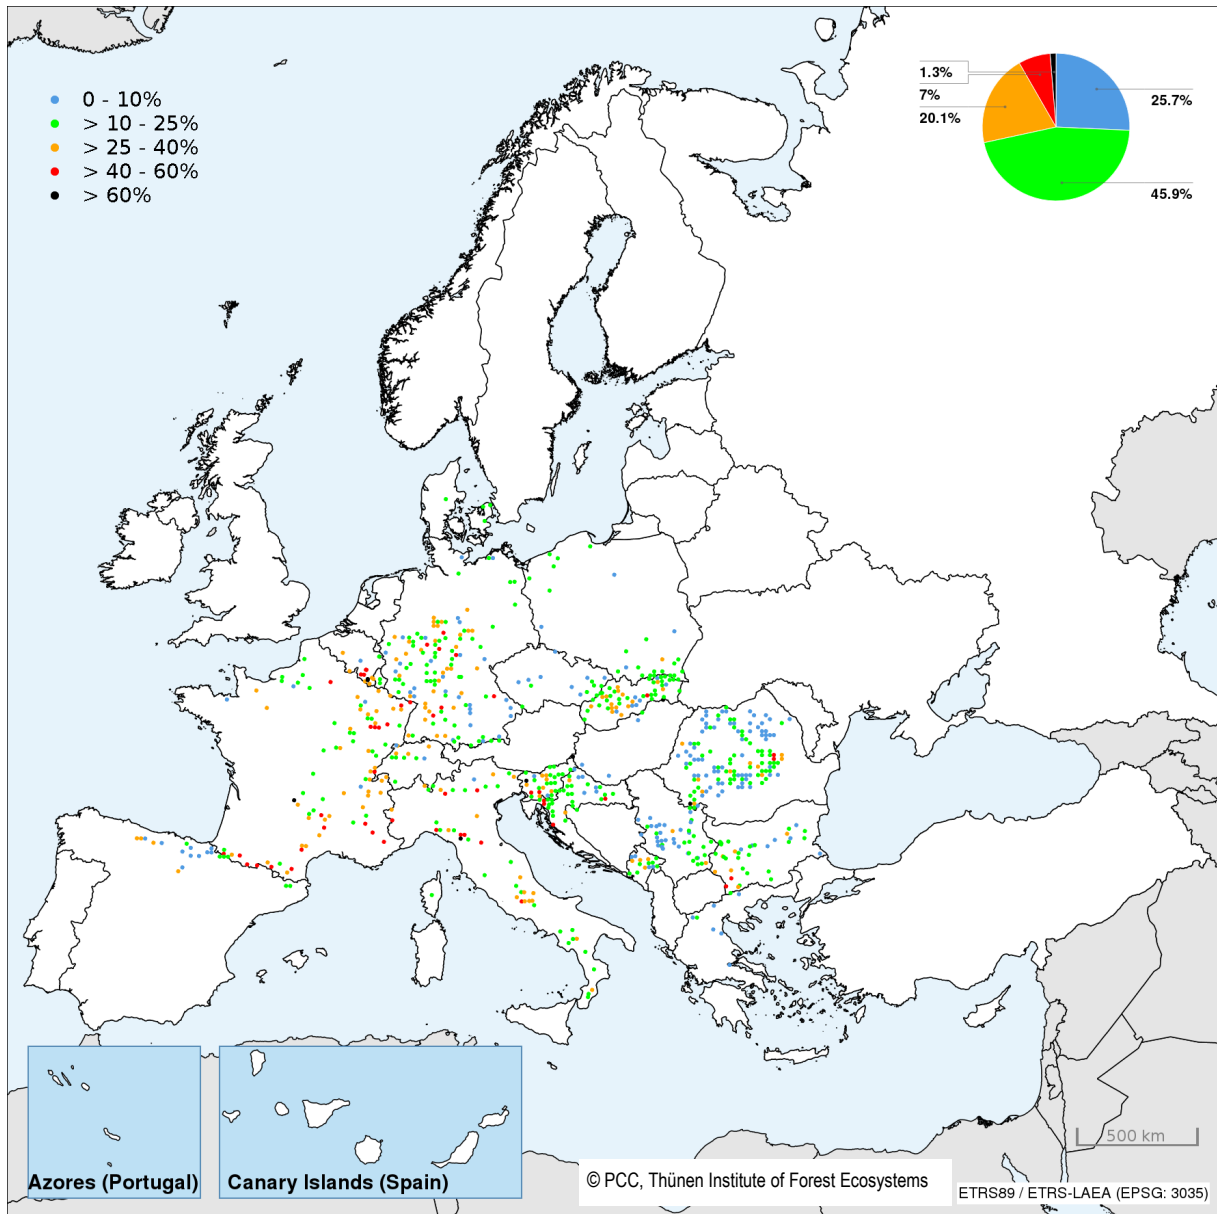 0 - 10%
> 10 - 25%
> 25 - 40%
> 40 - 60%
> 60%
1.3%
7%
20.1%
25.7%
45.9%
Azores (Portugal)
Canary Islands (Spain)
500 km
© PCC, Thünen Institute of Forest Ecosystems
ETRS89 / ETRS-LAEA (EPSG: 3035)